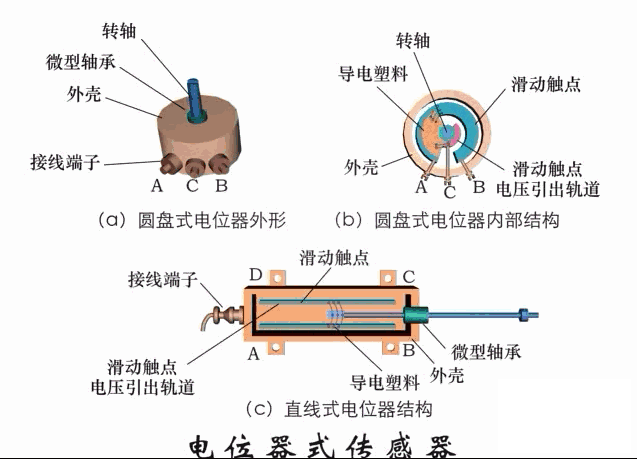 转轴
微型轴承
外壳
接线端子
A
C
B
(a) 圆盘式电位器外形
转轴
导电塑料
滑动触点
外壳
滑动触点
电压引出轨道
A
C
B
(b) 圆盘式电位器内部结构
滑动触点
接线端子
D
C
A
B
滑动触点
电压引出轨道
导电塑料
外壳
微型轴承
(c) 直线式电位器结构
电位器式传感器